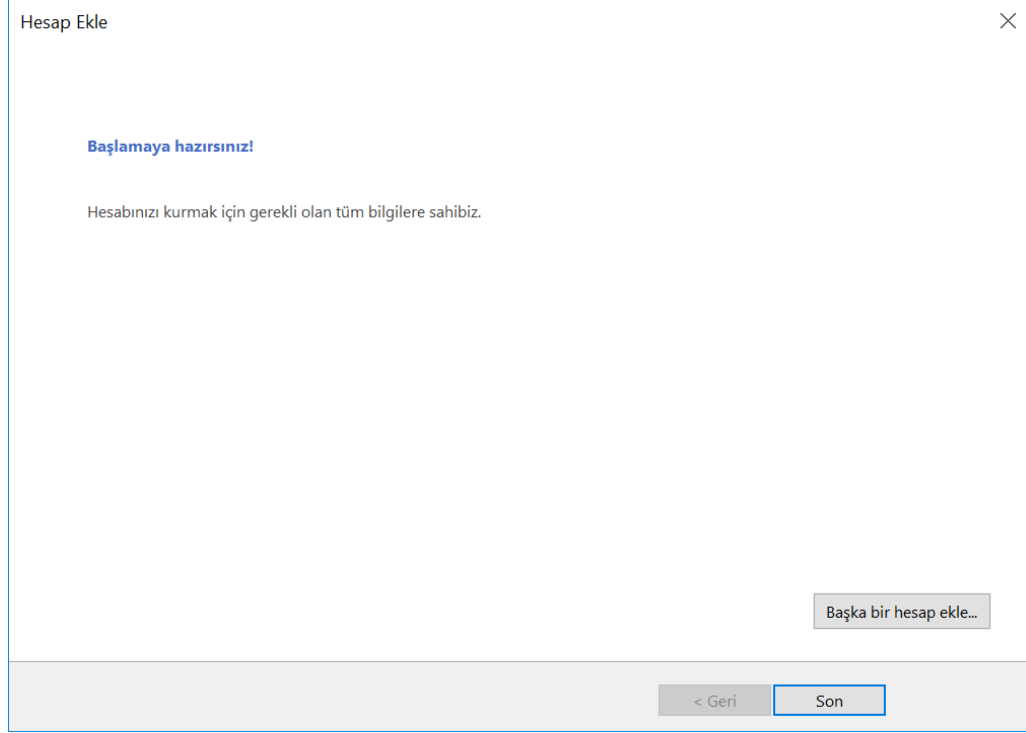 Hesap Ekle
Başlamaya hazırsınız!
Hesabınızı kurmak için gerekli olan tüm bilgilere sahibiz.
Başka bir hesap ekle...
< Geri
Son